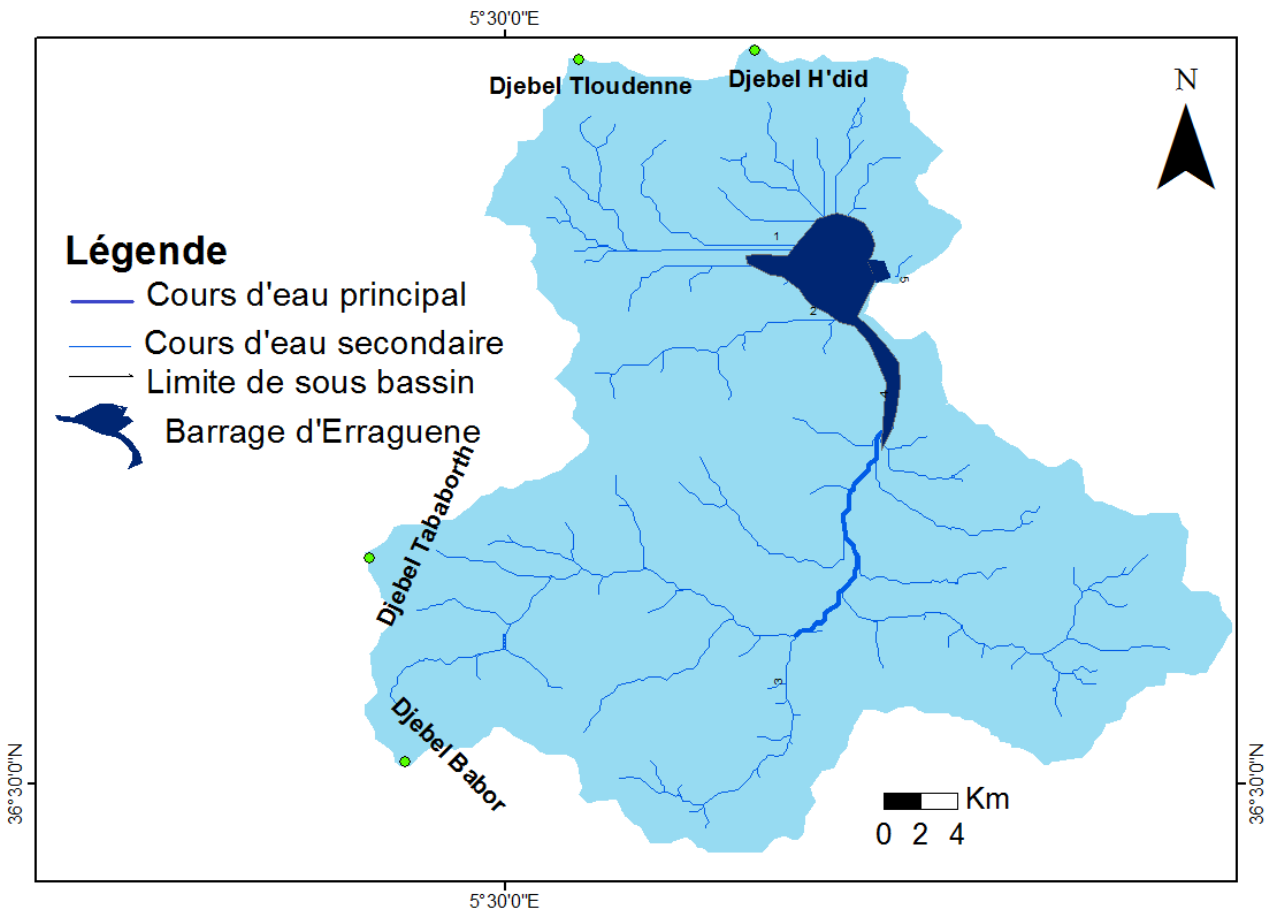 5°30'0"E
Djebel Tloudenne
Djebel H'did
N
Légende
Cours d'eau principal
Cours d'eau secondaire
Limite de sous bassin
Barrage d'Erraguene
1
2
5
4
3
Djebel Tababorth
Djebel Babor
36°30'0"N
36°30'0"N
Km
0 2 4
5°30'0"E